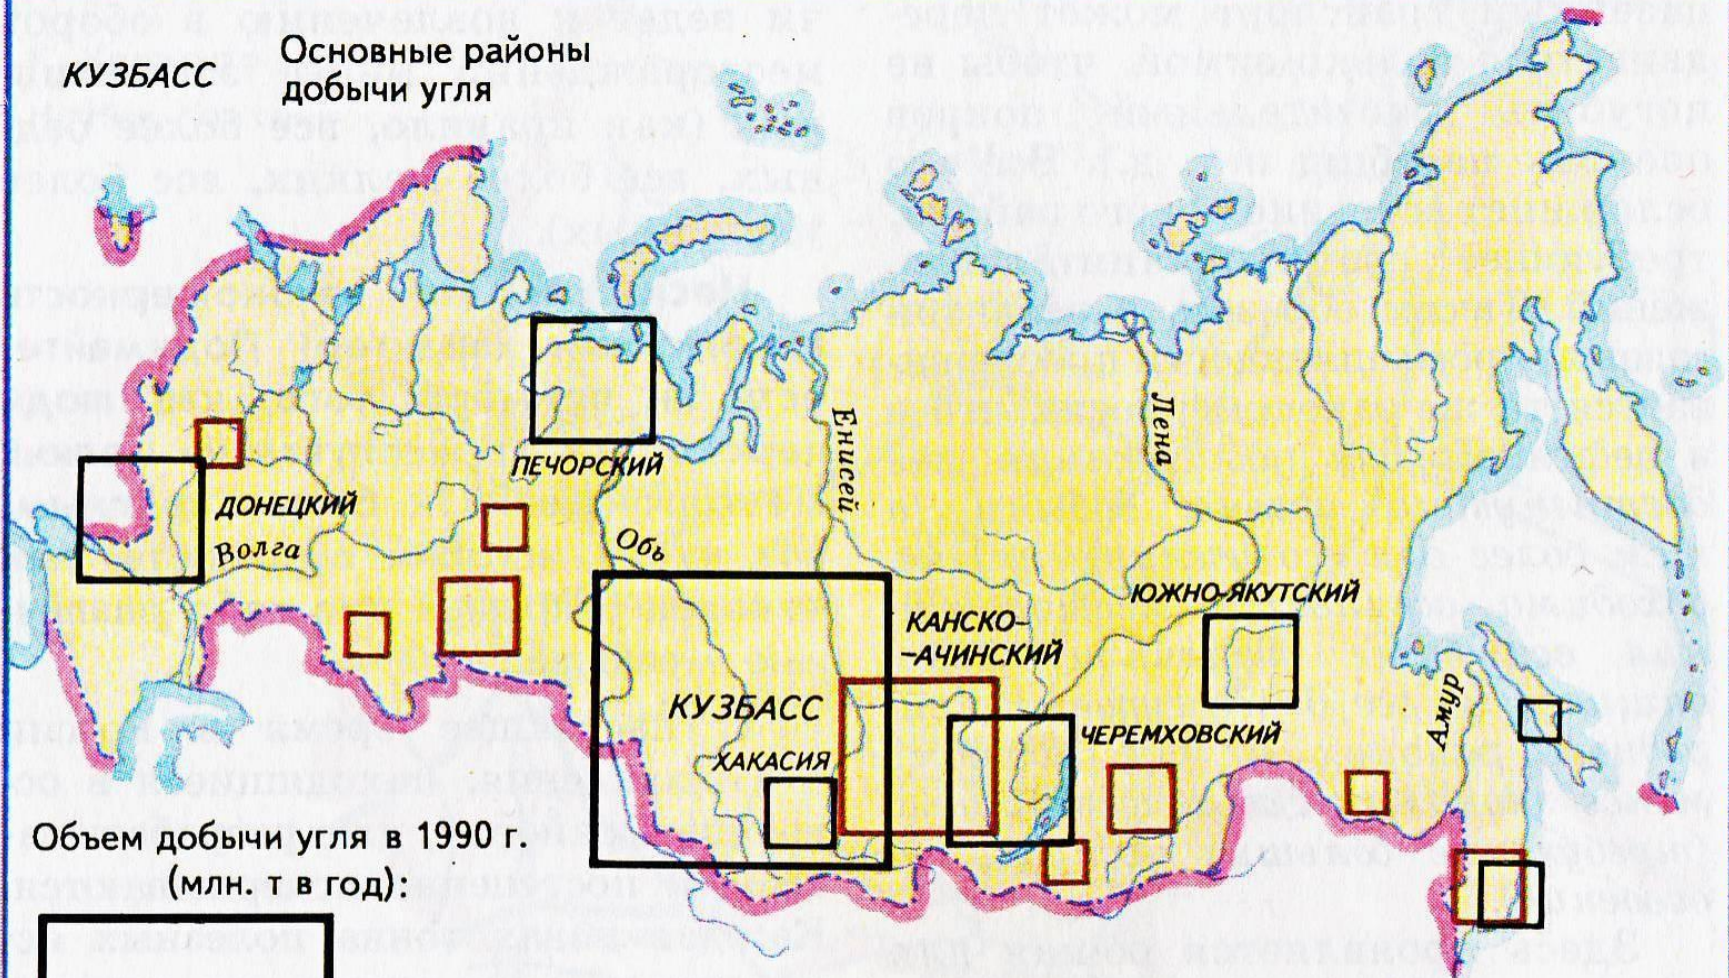 КУЗБАСС
Основные районы
добычи угля
ПЕЧОРСКИЙ
Енисей
Лена
ДОНЕЦКИЙ
Волга
Обь
ЮЖНО-ЯКУТСКИЙ
КАНСКО-
-АЧИНСКИЙ
КУЗБАСС
ХАКАСИЯ
ЧЕРЕМХОВСКИЙ
Амур
Объем добычи угля в 1990 г.
(млн. т в год):